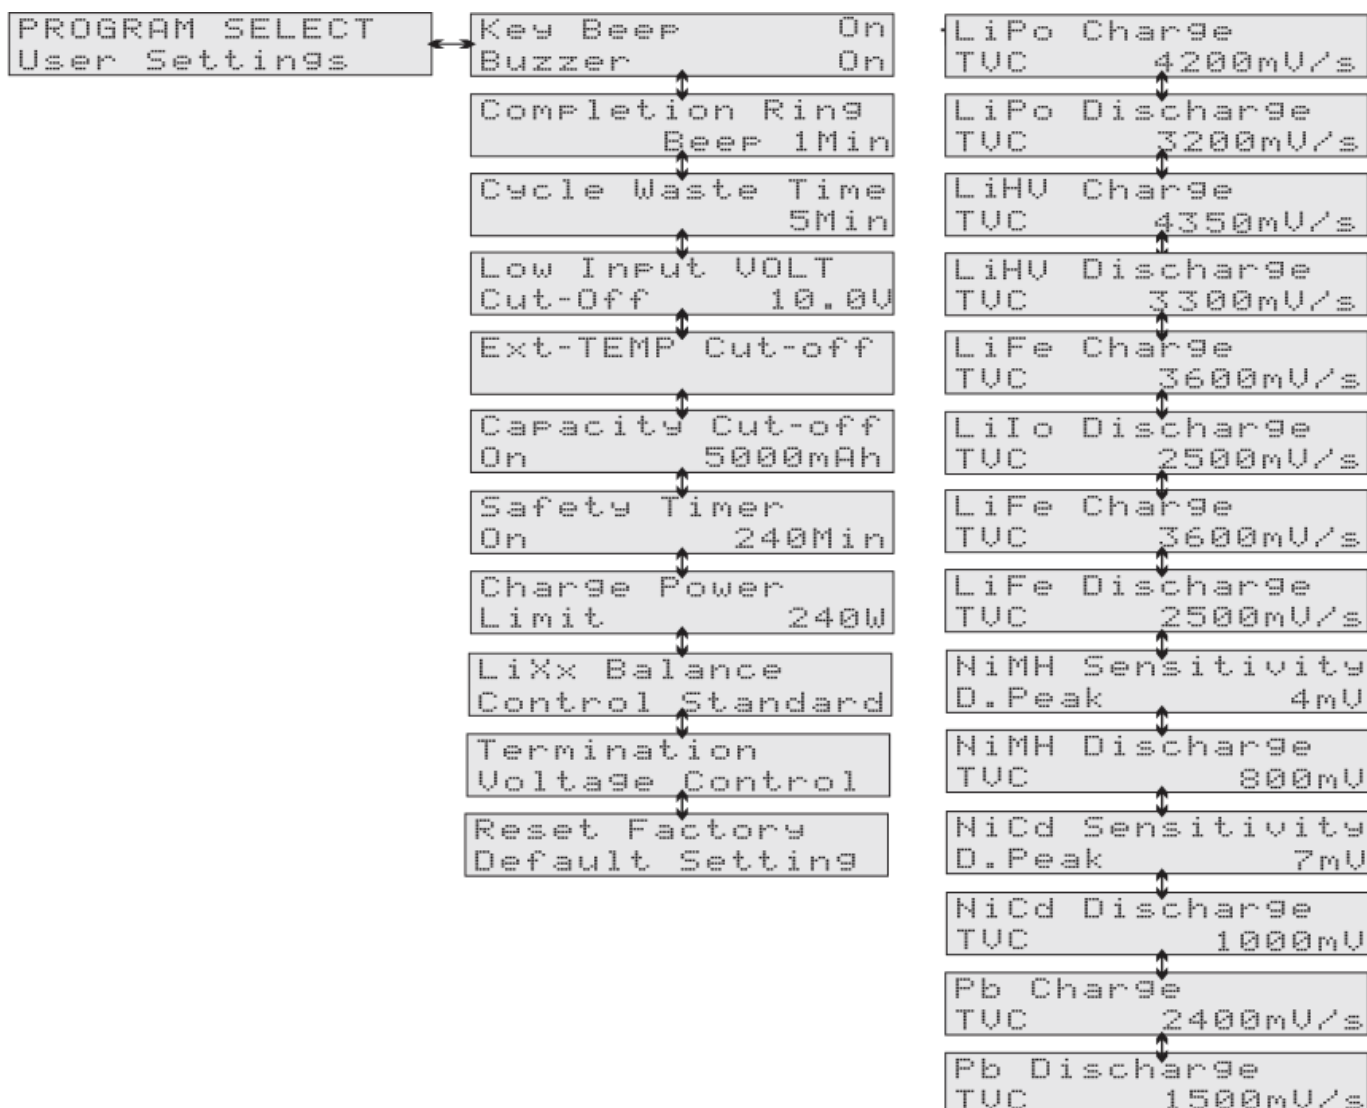 PROGRAM SELECT
User Settings
Key Beep On
Buzzer On
Completion Ring
Beep 1Min
Cycle Waste Time
5Min
Low Input VOLT
Cut-Off 10.0V
Ext-TEMP Cut-off
Capacity Cut-off
On 5000mAh
Safety Timer
On 240Min
Charge Power
Limit 240W
LiXx Balance
Control Standard
Termination
Voltage Control
Reset Factory
Default Setting
LiPo Charge
TVC 4200mV/s
LiPo Discharge
TVC 3200mV/s
LiHV Charge
TVC 4350mV/s
LiHV Discharge
TVC 3300mV/s
LiFe Charge
TVC 3600mV/s
LiIo Discharge
TVC 2500mV/s
LiFe Charge
TVC 3600mV/s
LiFe Discharge
TVC 2500mV/s
NiMH Sensitivity
D.Peak 4mV
NiMH Discharge
TVC 800mV
NiCd Sensitivity
D.Peak 7mV
NiCd Discharge
TVC 1000mV
Pb Charge
TVC 2400mV/s
Pb Discharge
TVC 1500mV/s